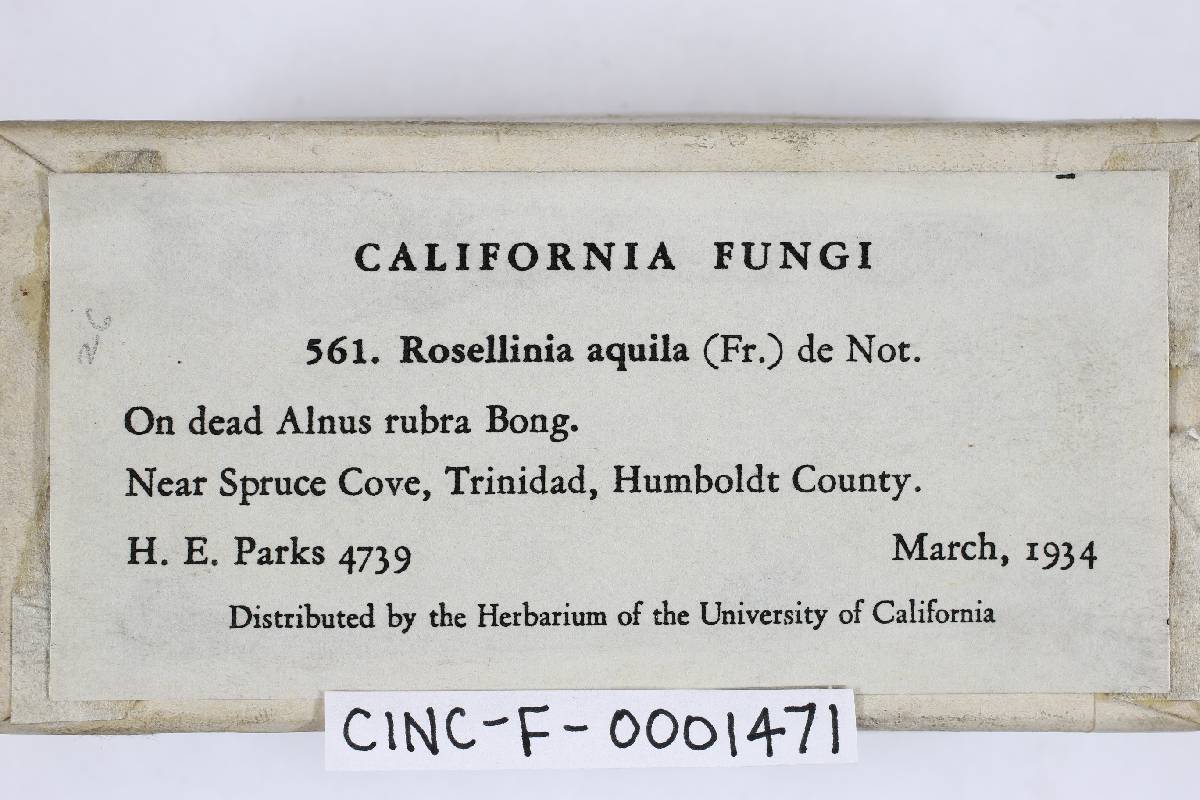 CALIFORNIA FUNGI
561. Rosellinia aquila (Fr.) de Not.
On dead Alnus rubra Bong.
Near Spruce Cove, Trinidad, Humboldt County.
H. E. Parks 4739 March, 1934
Distributed by the Herbarium of the University of California
CINC-F-0001471